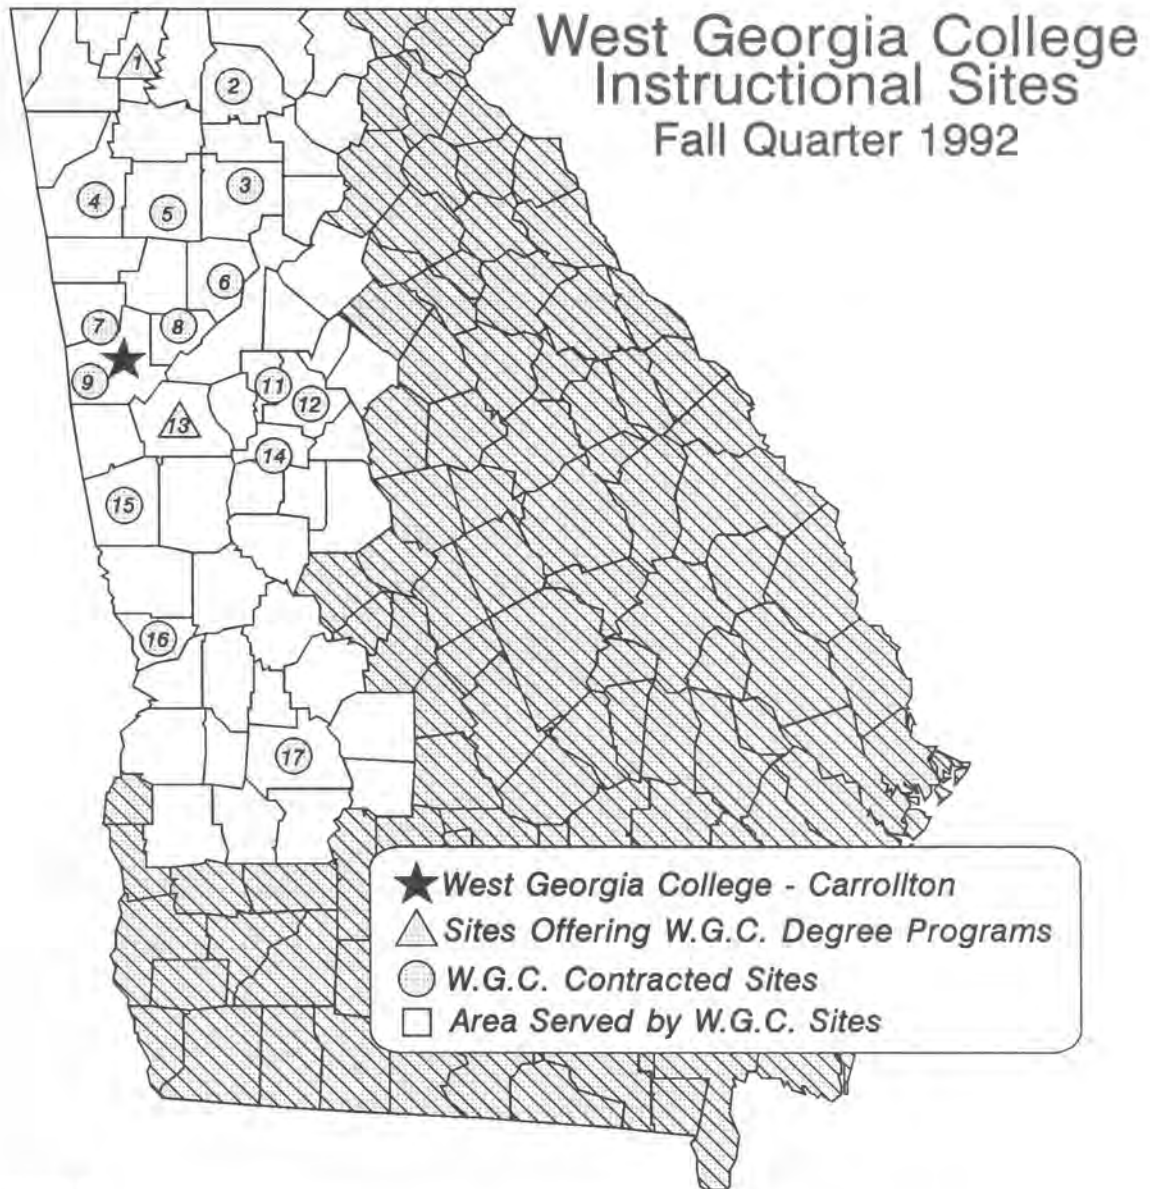 West Georgia College
Instructional Sites
Fall Quarter 1992
1
2
3
4
5
6
7
8
9
11
12
13
14
15
16
17
West Georgia College - Carrollton
Sites Offering W.G.C. Degree Programs
W.G.C. Contracted Sites
Area Served by W.G.C. Sites